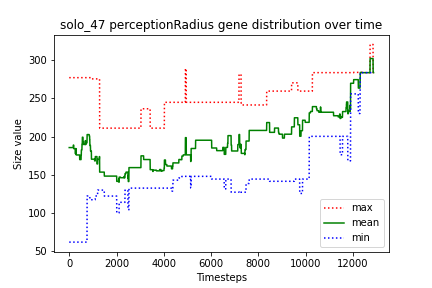 solo_47 perceptionRadius gene distribution over time
Size value
300
250
200
150
100
50
max
mean
min
0
2000
4000
6000
8000
10000
12000
Timesteps